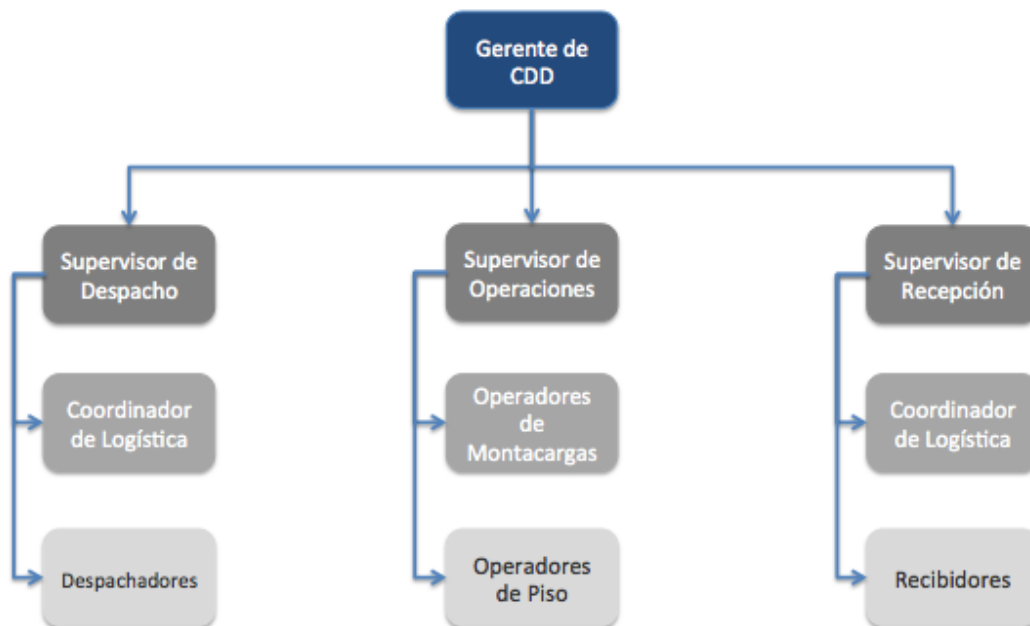 Gerente de
CDD
Supervisor de
Despacho
Supervisor de
Operaciones
Supervisor de
Recepción
Coordinador
de Logística
Operadores
de
Montacargas
Coordinador
de Logística
Despachadores
Operadores
de Piso
Recibidores